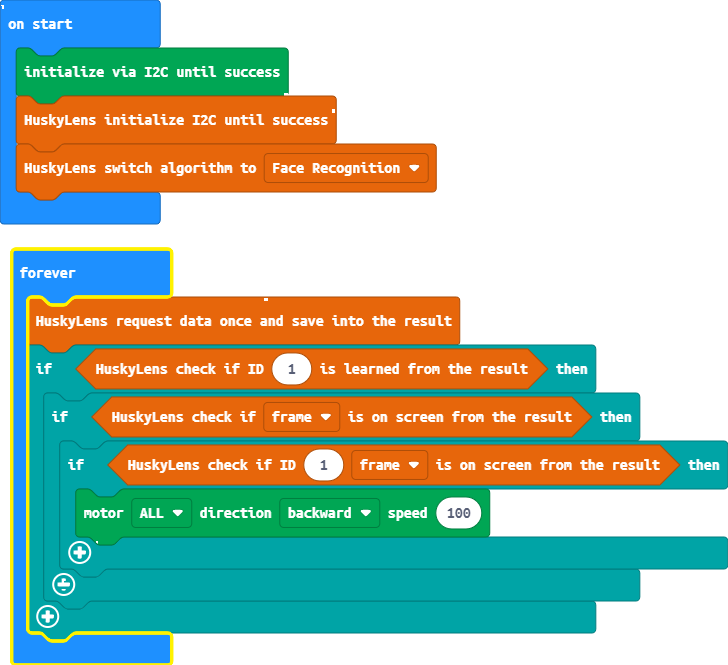 on start
initialize via I2C until success
HuskyLens initialize I2C until success
HuskyLens switch algorithm to Face Recognition
forever
HuskyLens request data once and save into the result
if HuskyLens check if ID 1 is learned from the result then
if HuskyLens check if frame is on screen from the result then
if HuskyLens check if ID 1 frame is on screen from the result then
motor ALL direction backward speed 100